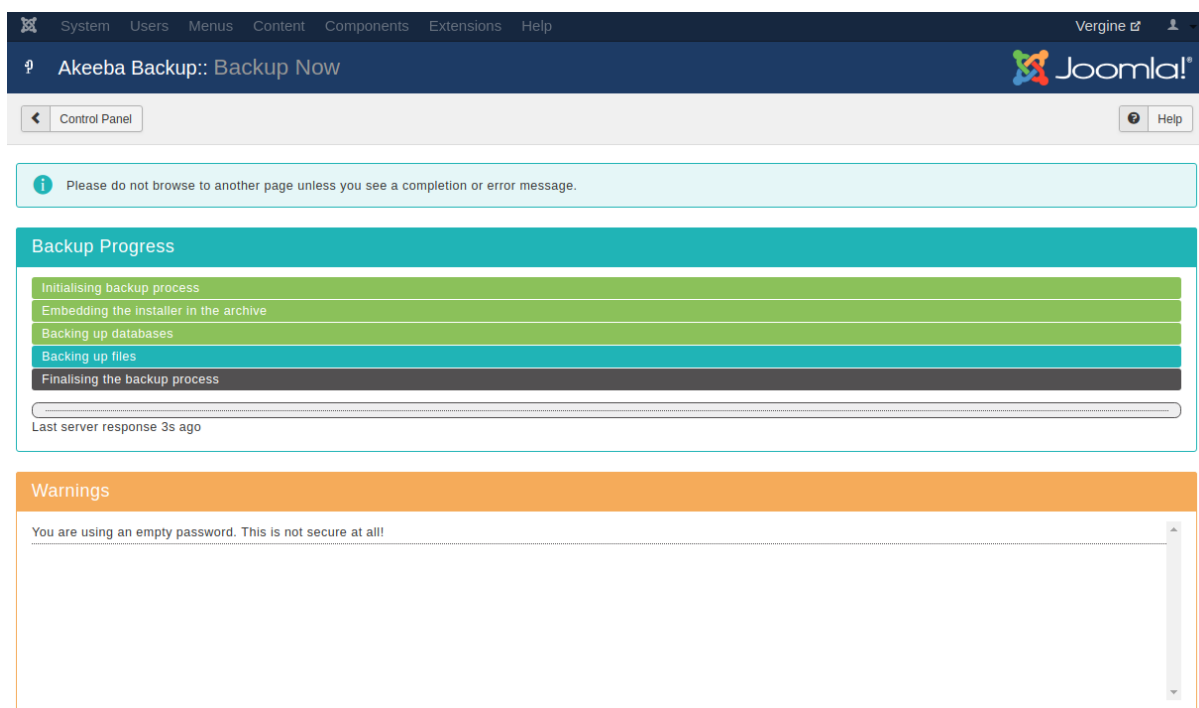 System Users Menus Content Components Extensions Help Vergine
Akeeba Backup:: Backup Now Joomla!®
Control Panel Help
Please do not browse to another page unless you see a completion or error message.
Backup Progress
Initialising backup process
Embedding the installer in the archive
Backing up databases
Backing up files
Finalising the backup process
Last server response 3s ago
Warnings
You are using an empty password. This is not secure at all!